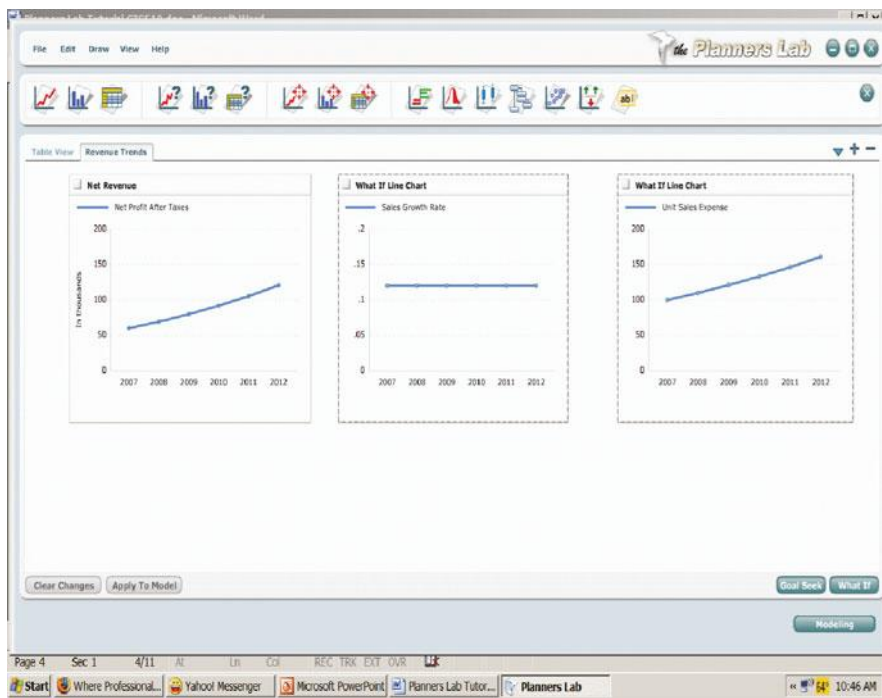 File Edit Draw View Help
the Planners Lab
? ? ?
ab|
Table View Revenue Trends
Net Revenue
Net Profit After Taxes
In thousands
200
150
100
50
0
2007 2008 2009 2010 2011 2012
What If Line Chart
Sales Growth Rate
.2
.15
.1
.05
0
2007 2008 2009 2010 2011 2012
What If Line Chart
Unit Sales Expense
200
150
100
50
0
2007 2008 2009 2010 2011 2012
Clear Changes Apply To Model
Goal Seek What If
Modeling
Page 4 Sec 1 4/11 At Ln Col REC TRK EXT OVR
Start Where Professional... Yahoo! Messenger Microsoft PowerPoint Planners Lab Tutor... Planners Lab 10:46 AM